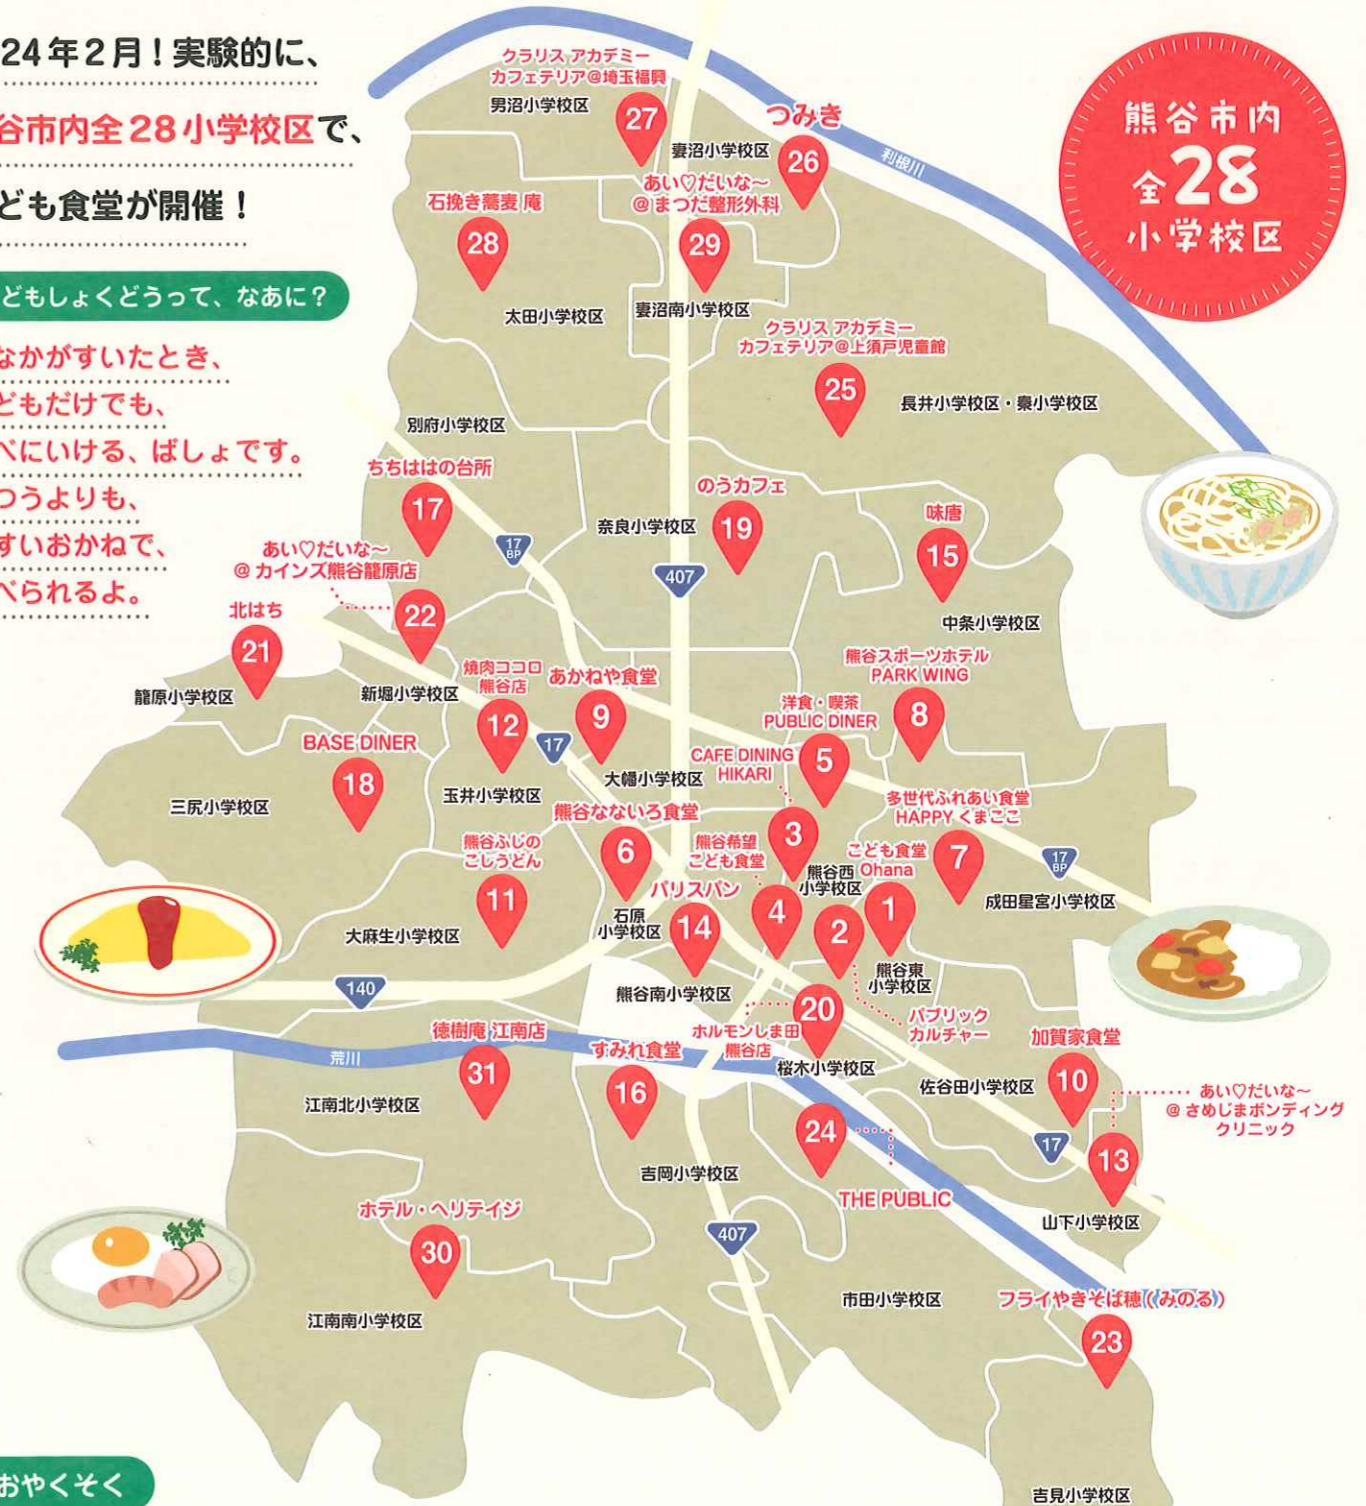 24年2月！実験的に、
谷市内全28小学校区で、
ども食堂が開催！
どもしょくどうって、なあに？
なかがすいたとき、
どもだけでも、
べにいける、ばしょです。
つうよりも、
すいおかねで、
べられるよ。
熊谷市内
全28
小学校区
クラリス アカデミー
カフェテリア@埼玉福興
男沼小学校区
27
つみき
妻沼小学校区
26
利根川
あい♡だいな～
@まつだ整形外科
石挽き蕎麦 庵
28
29
太田小学校区
妻沼南小学校区
クラリス アカデミー
カフェテリア@上須戸児童館
25
長井小学校区・秦小学校区
別府小学校区
ちちははの台所
17
のうカフェ
奈良小学校区
19
味唐
15
17
BP
407
あい♡だいな～
@ カインズ熊谷籠原店
22
中条小学校区
北はち
21
籠原小学校区
新堀小学校区
焼肉ココロ
熊谷店
12
あかねや食堂
9
熊谷スポーツホテル
PARK WING
8
洋食・喫茶
PUBLIC DINER
5
BASE DINER
18
17
CAFE DINING
HIKARI
3
大幡小学校区
三尻小学校区
玉井小学校区
多世代ふれあい食堂
HAPPY くまここ
7
熊谷なないろ食堂
6
熊谷ふじの
こしうどん
11
熊谷希望
こども食堂
4
熊谷西
小学校区
こども食堂
Ohana
1
17
BP
成田星宮小学校区
パリスパン
14
石原
小学校区
2
大麻生小学校区
熊谷東
小学校区
140
熊谷南小学校区
20
パブリック
カルチャー
ホルモンしま田
熊谷店
荒川
徳樹庵 江南店
31
すみれ食堂
16
桜木小学校区
加賀家食堂
10
佐谷田小学校区
あい♡だいな～
@ さめじまボンディング
クリニック
江南北小学校区
24
17
13
吉岡小学校区
THE PUBLIC
ホテル・ヘリテイジ
30
407
山下小学校区
江南南小学校区
市田小学校区
フライやきそば穂(みのる)
23
吉見小学校区
おやくそく